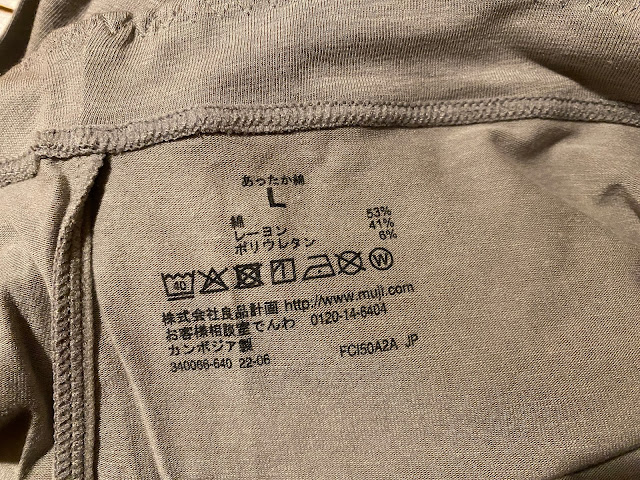 あったか綿
L
綿 53%
レーヨン 41%
ポリウレタン 6%
40 W
株式会社良品計画 http://www.muji.com
お客様相談室でんわ 0120-14-6404
カンボジア製
340066-640 22-06 FCI50A2A JP